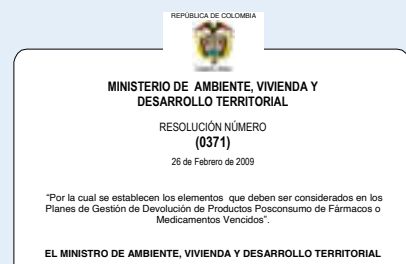 REPÚBLICA DE COLOMBIA
MINISTERIO DE AMBIENTE, VIVIENDA Y
DESARROLLO TERRITORIAL
RESOLUCIÓN NÚMERO
(0371)
26 de Febrero de 2009
“Por la cual se establecen los elementos que deben ser considerados en los
Planes de Gestión de Devolución de Productos Posconsumo de Fármacos o
Medicamentos Vencidos”.
EL MINISTRO DE AMBIENTE, VIVIENDA Y DESARROLLO TERRITORIAL